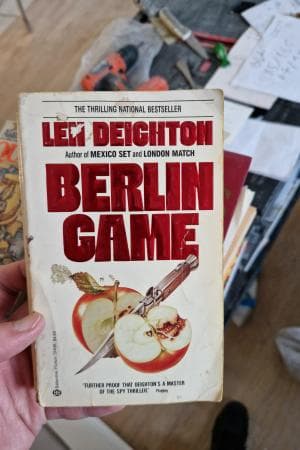 THE THRILLING NATIONAL BESTSELLER
LEN DEIGHTON
Author of MEXICO SET and LONDON MATCH
BERLIN
GAME
"FURTHER PROOF THAT DEIGHTON'S A MASTER
OF THE SPY THRILLER."